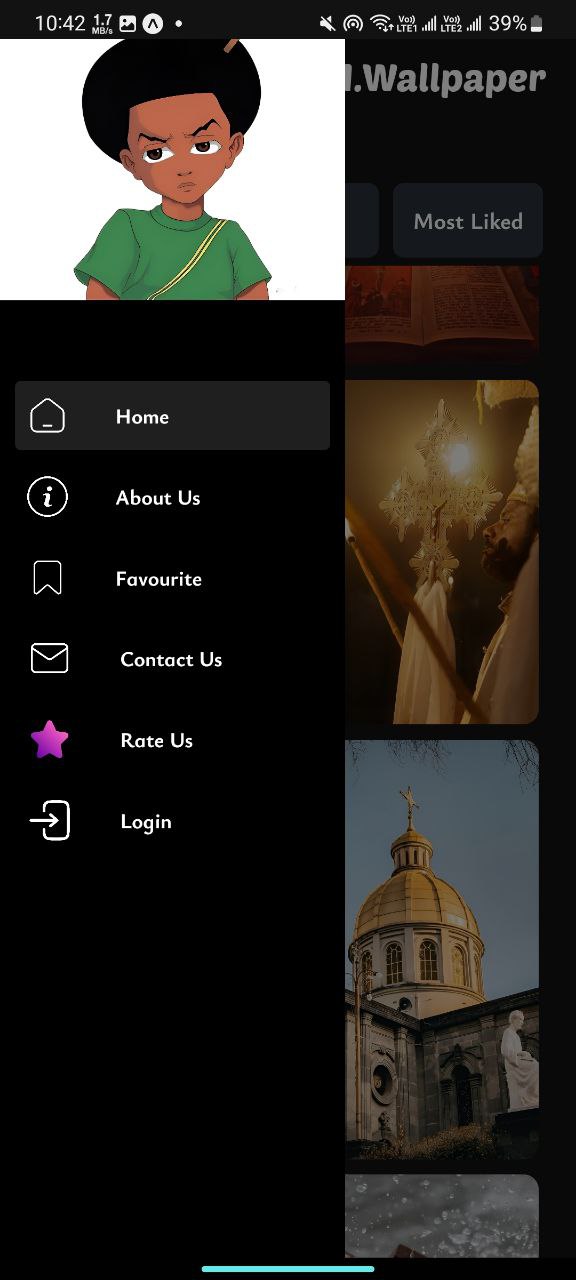 10:42 1.7 MB/s Vo) LTE1 Vo) LTE2 39%
.Wallpaper
Most Liked
Home
About Us
Favourite
Contact Us
Rate Us
Login